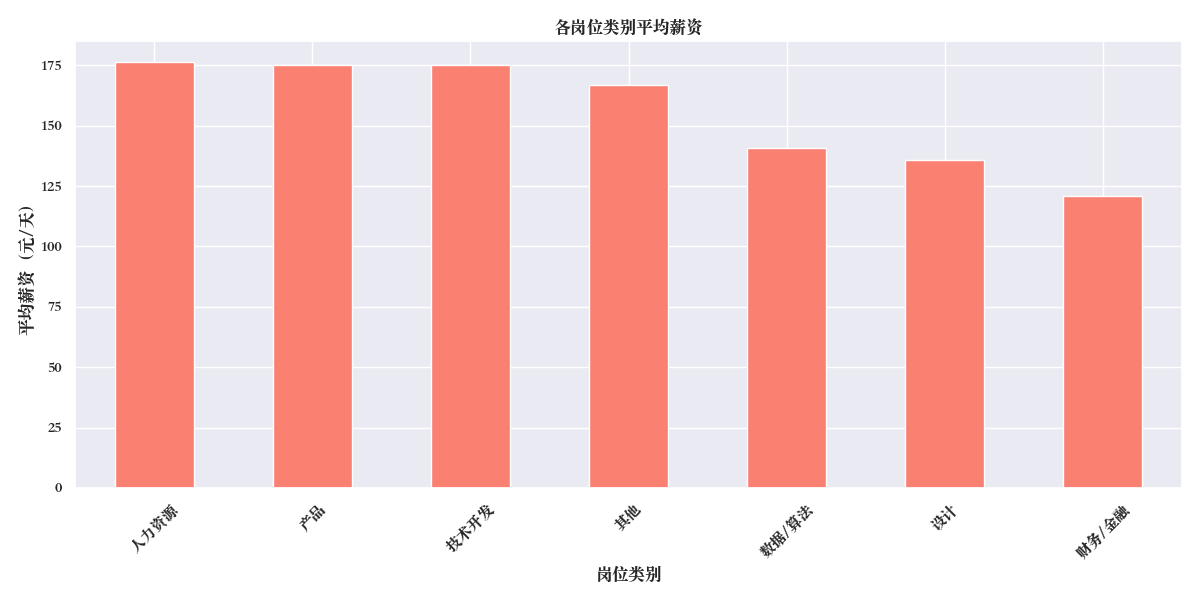 各岗位类别平均薪资
平均薪资（元/天）
175
150
125
100
75
50
25
0
人力资源
产品
技术开发
其他
数据/算法
设计
财务/金融
岗位类别